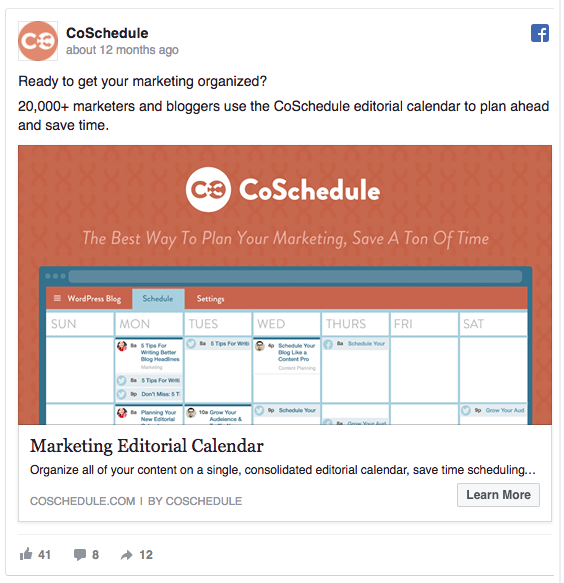 CoSchedule
about 12 months ago
Ready to get your marketing organized?
20,000+ marketers and bloggers use the CoSchedule editorial calendar to plan ahead
and save time.
CoSchedule
The Best Way To Plan Your Marketing, Save A Ton Of Time
WordPress Blog Schedule Settings
SUN MON TUES WED THURS FRI SAT
8a 5 Tips For
Writing Better
Blog Headlines
Marketing
8a 5 Tips For Writi
9p Don't Miss: 5 T
8a Planning Your
New Editorial
8a 5 Tips For Writi
10a Grow Your
Audeience &
4p Schedule Your
Blog Like a
Content Pro
Content Planning
9p Schedule Your
8a Schedule Your
8a Grow Your Aud
9p Grow Your Aud
Marketing Editorial Calendar
Organize all of your content on a single, consolidated editorial calendar, save time scheduling...
COSCHEDULE.COM | BY COSCHEDULE
Learn More
41 8 12